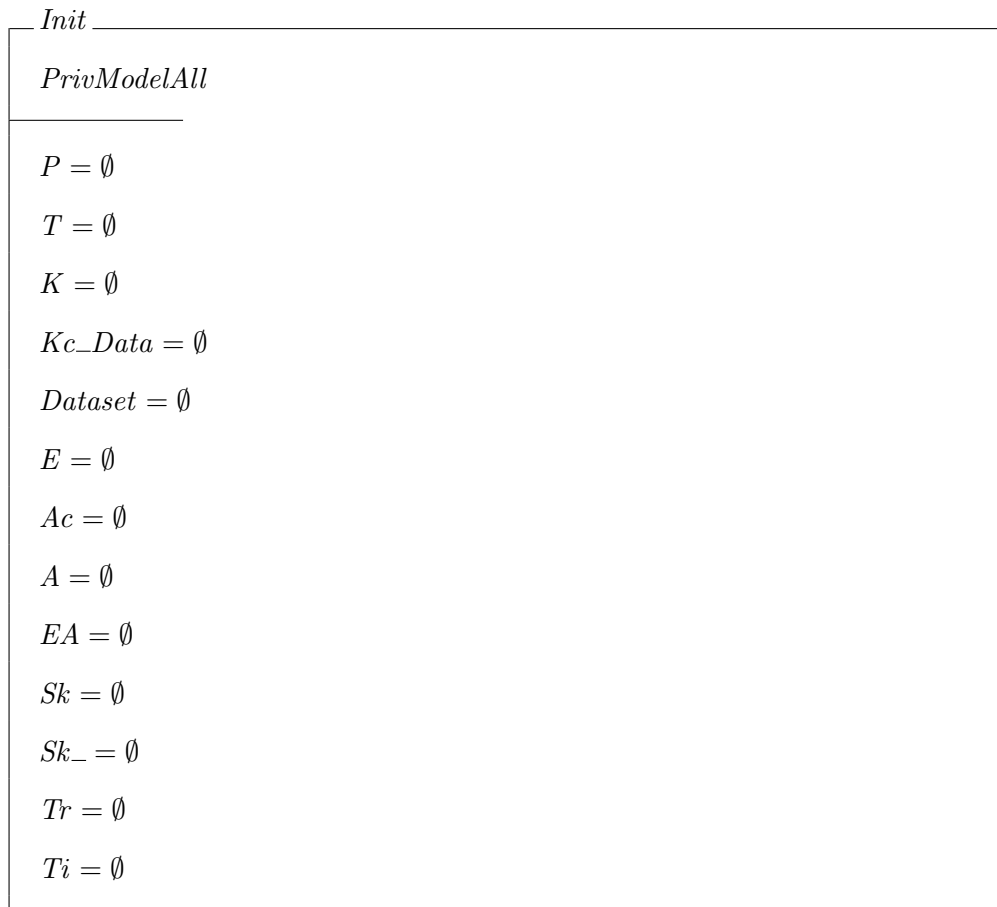 Init
PrivModelAll
P = ∅
T = ∅
K = ∅
Kc_Data = ∅
Dataset = ∅
E = ∅
Ac = ∅
A = ∅
EA = ∅
Sk = ∅
Sk_ = ∅
Tr = ∅
Ti = ∅